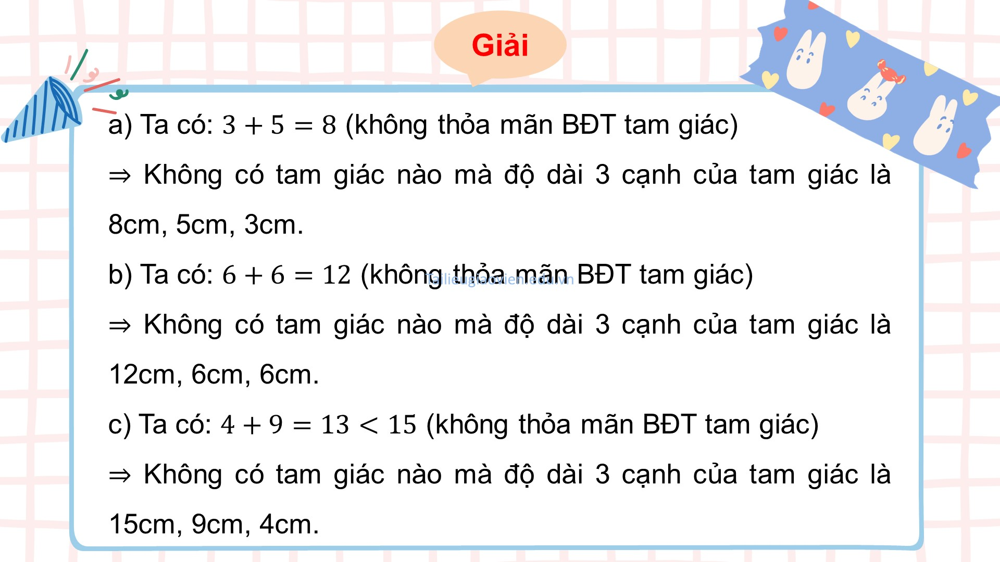 Giải
a) Ta có: 3 + 5 = 8 (không thỏa mãn BĐT tam giác)
⇒ Không có tam giác nào mà độ dài 3 cạnh của tam giác là
8cm, 5cm, 3cm.
b) Ta có: 6 + 6 = 12 (không thỏa mãn BĐT tam giác)
Tailieugiaovien.edu.vn
⇒ Không có tam giác nào mà độ dài 3 cạnh của tam giác là
12cm, 6cm, 6cm.
c) Ta có: 4 + 9 = 13 < 15 (không thỏa mãn BĐT tam giác)
⇒ Không có tam giác nào mà độ dài 3 cạnh của tam giác là
15cm, 9cm, 4cm.